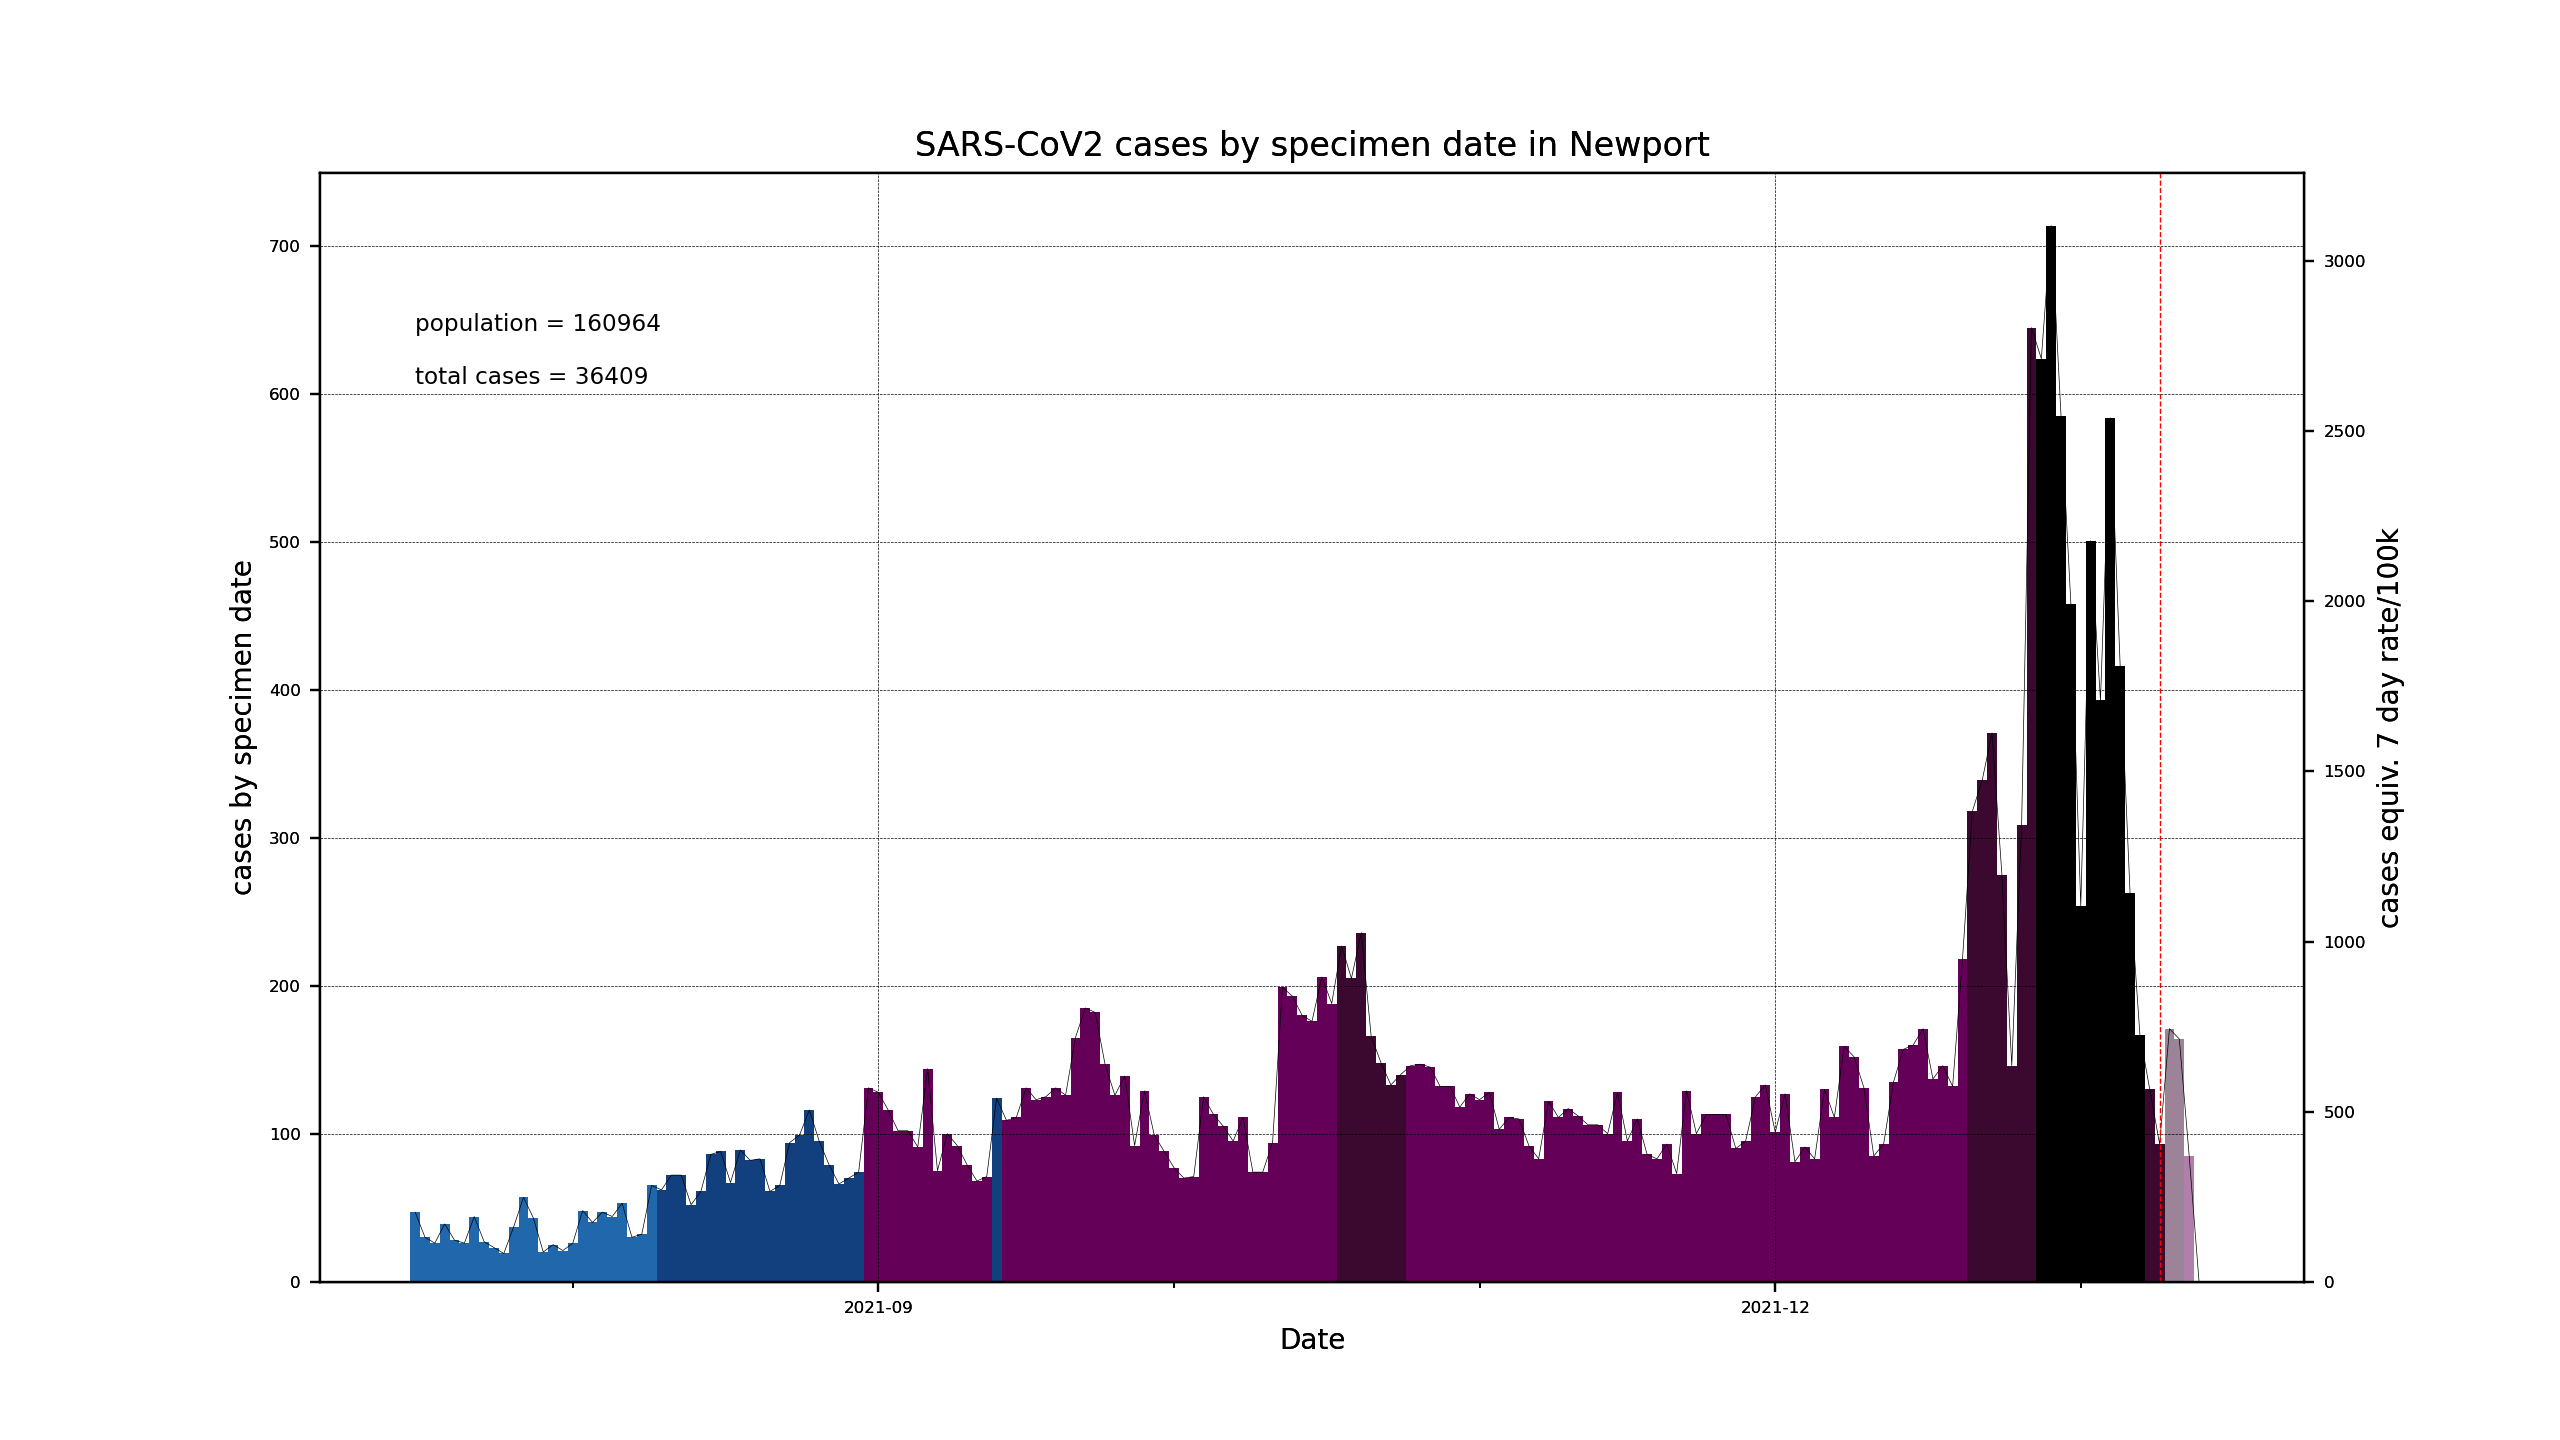 SARS-CoV2 cases by specimen date in Newport
population = 160964
total cases = 36409
cases by specimen date
700
600
500
400
300
200
100
0
3000
2500
2000
1500
1000
500
0
cases equiv. 7 day rate/100k
2021-09
2021-12
Date